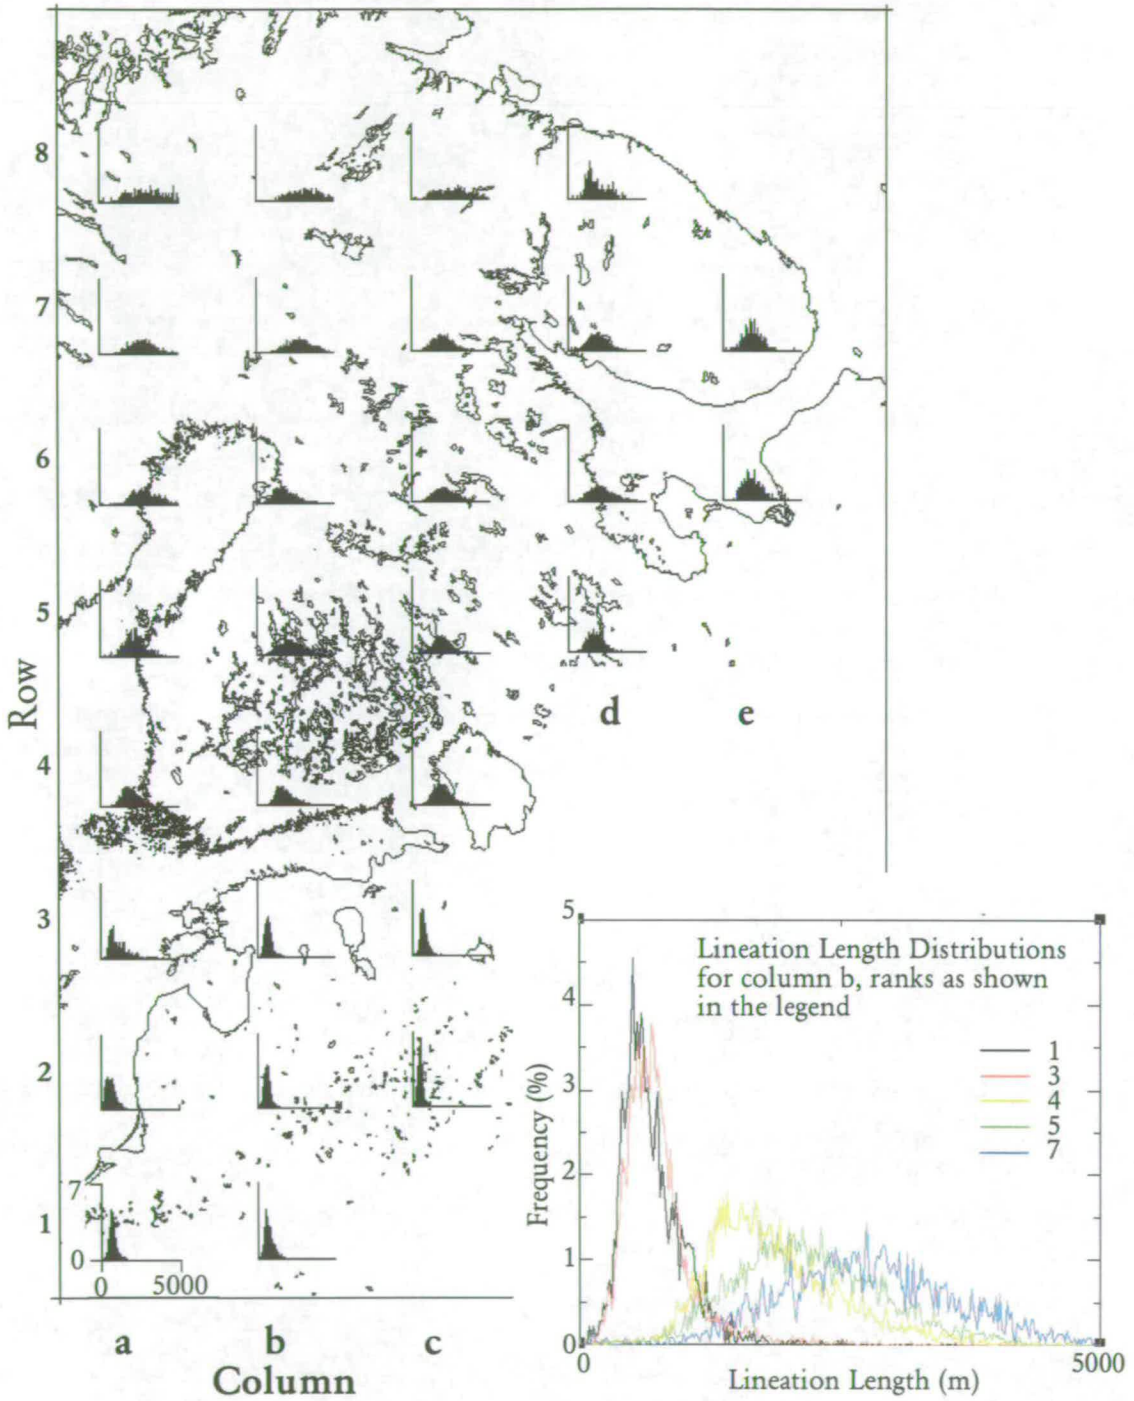 8
7
6
5
Row
d e
4
3
2
7
1
0
0 5000
a b c
Column
5
Lineation Length Distributions
for column b, ranks as shown
in the legend
4
1
3
4
5
7
3
Frequency (%)
2
1
0
0 5000
Lineation Length (m)